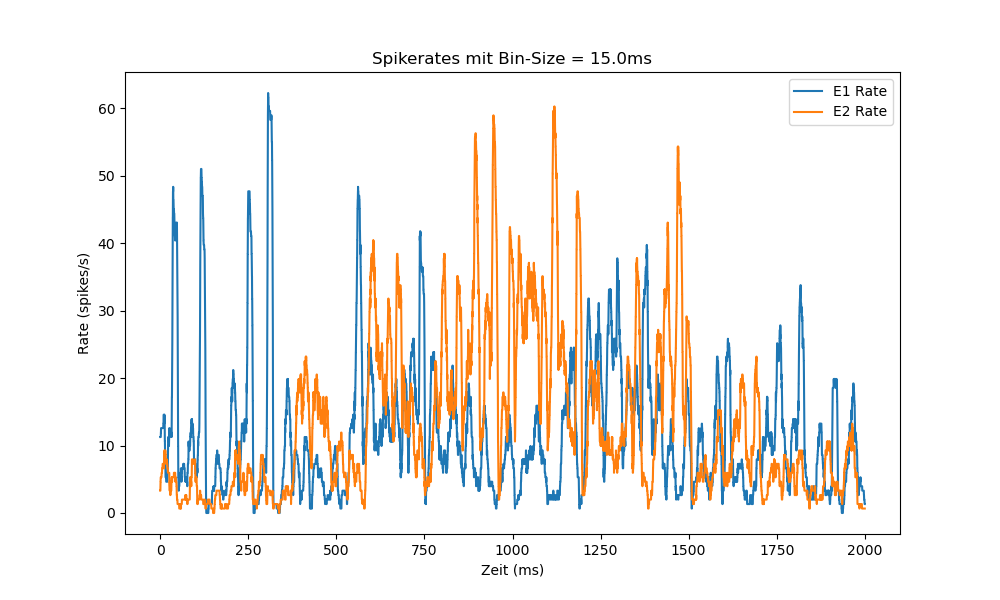 Spikerates mit Bin-Size = 15.0ms
E1 Rate
E2 Rate
Rate (spikes/s)
60
50
40
30
20
10
0
0 250 500 750 1000 1250 1500 1750 2000
Zeit (ms)